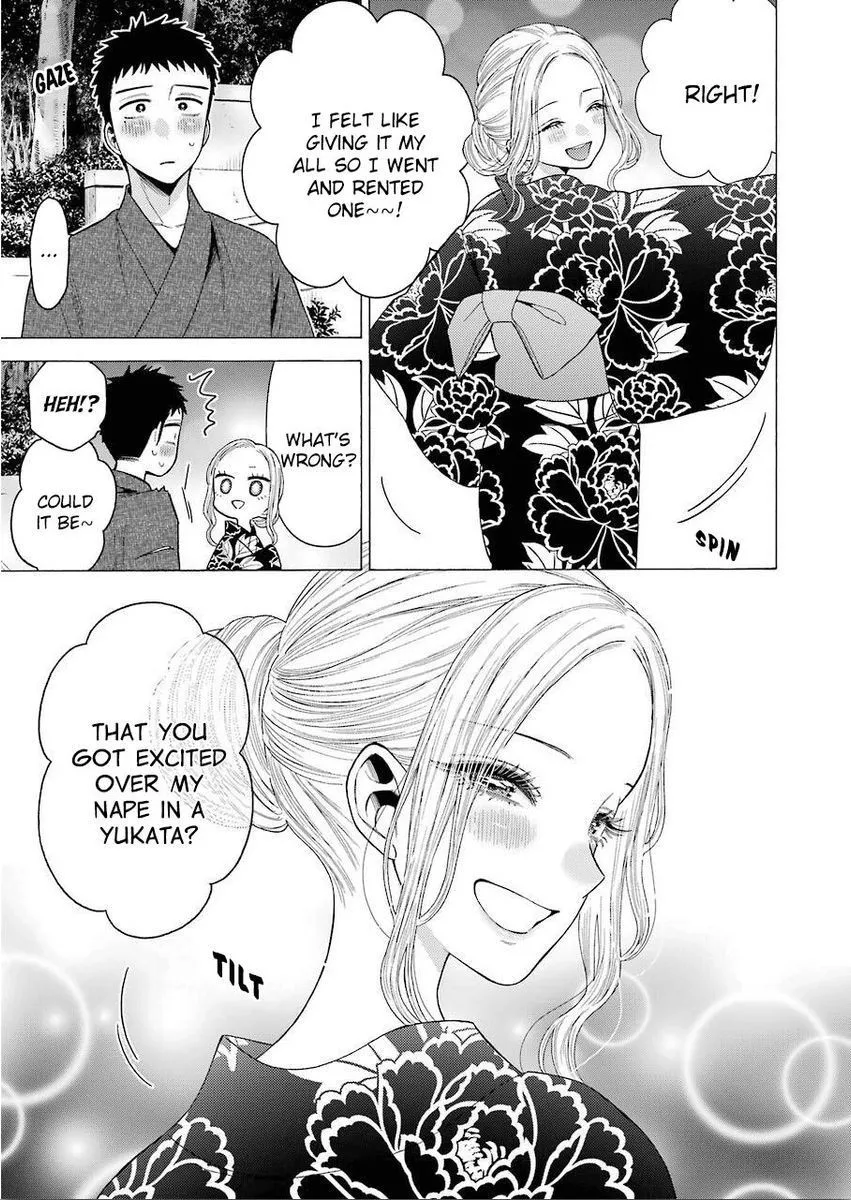 RIGHT!
I FELT LIKE
GIVING IT MY
ALL SO I WENT
AND RENTED
ONE~~!
SPIN
GAZE
...
WHAT'S
WRONG?
HEH!?
COULD
IT BE~
THAT YOU
GOT EXCITED
OVER MY
NAPE IN A
YUKATA?
TILT